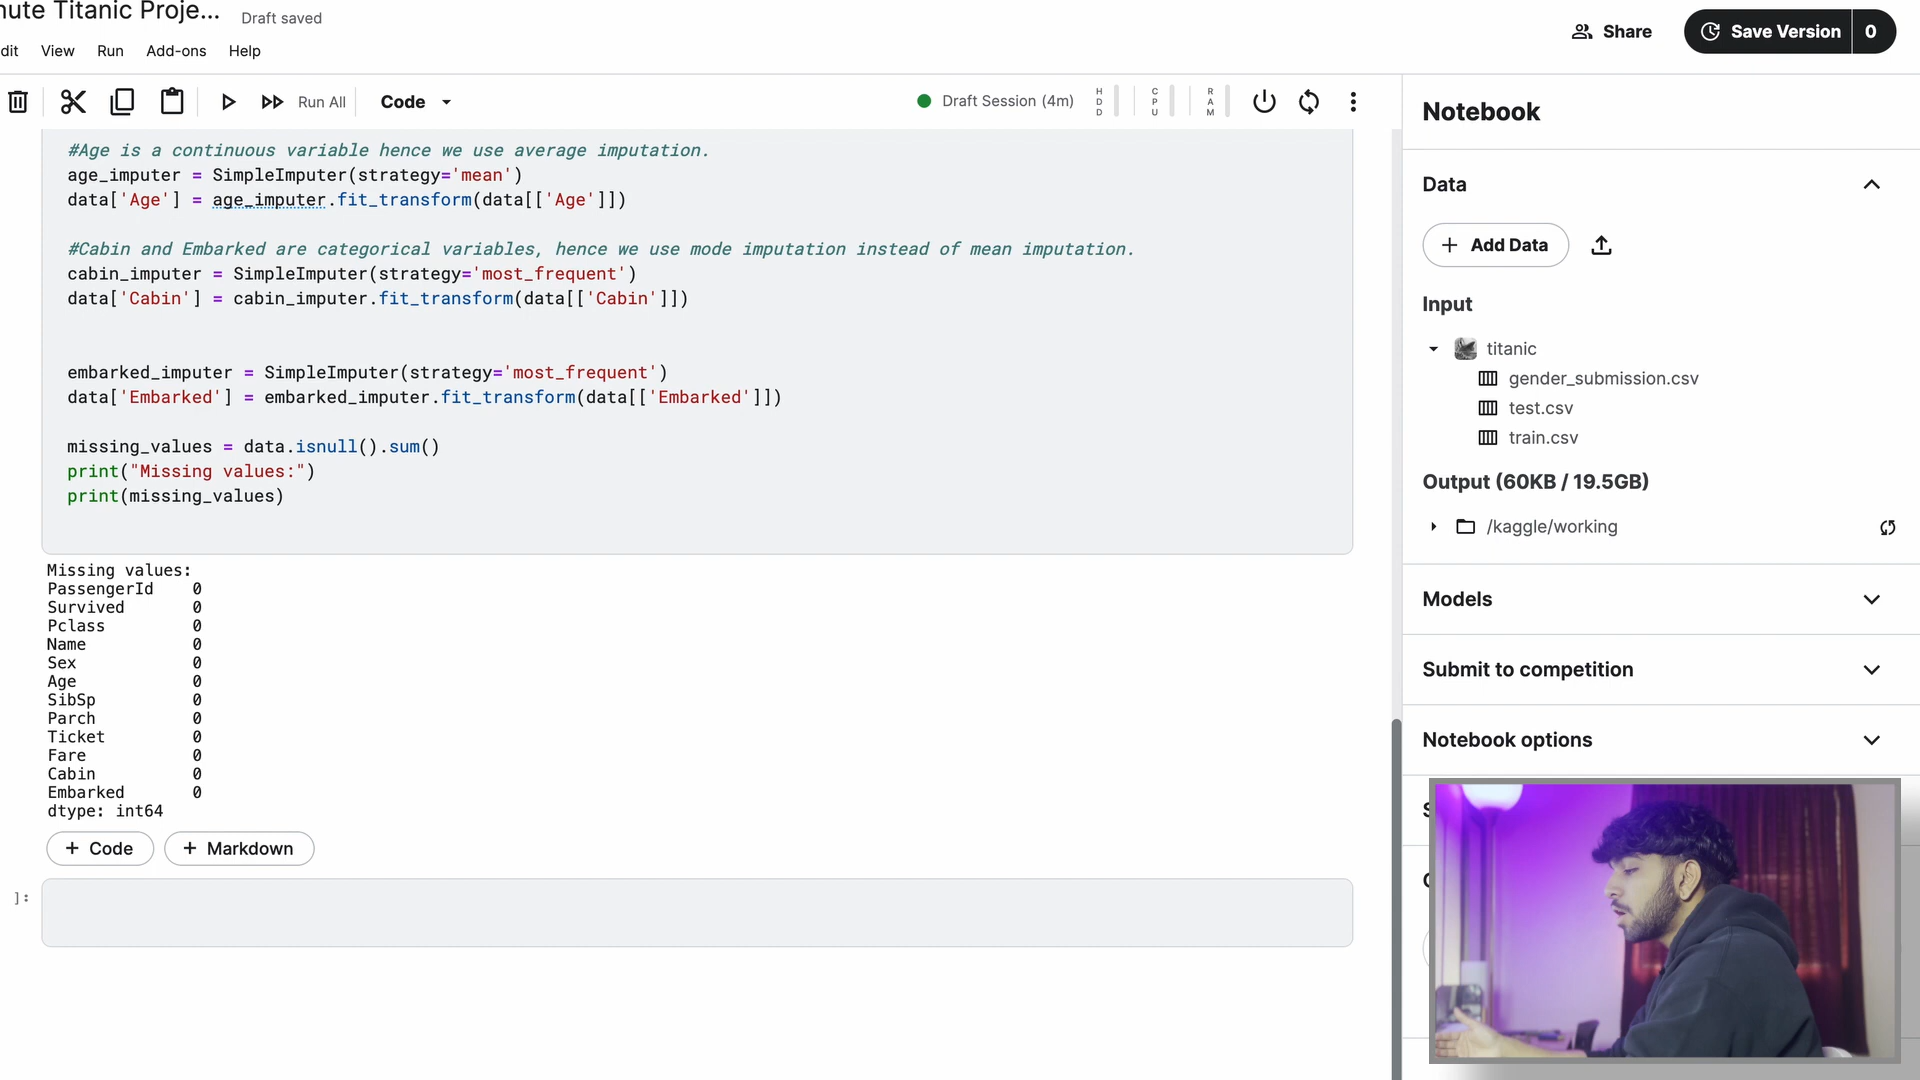 nute Titanic Proje...
Draft saved
dit View Run Add-ons Help
Share
Save Version 0
Run All
Code
Draft Session (4m)
HDD
CPU
RAM
#Age is a continuous variable hence we use average imputation.
age_imputer = SimpleImputer(strategy='mean')
data['Age'] = age_imputer.fit_transform(data[['Age']])
#Cabin and Embarked are categorical variables, hence we use mode imputation instead of mean imputation.
cabin_imputer = SimpleImputer(strategy='most_frequent')
data['Cabin'] = cabin_imputer.fit_transform(data[['Cabin']])
embarked_imputer = SimpleImputer(strategy='most_frequent')
data['Embarked'] = embarked_imputer.fit_transform(data[['Embarked']])
missing_values = data.isnull().sum()
print("Missing values:")
print(missing_values)
Missing values:
PassengerId 0
Survived 0
Pclass 0
Name 0
Sex 0
Age 0
SibSp 0
Parch 0
Ticket 0
Fare 0
Cabin 0
Embarked 0
dtype: int64
+ Code
+ Markdown
]:
Notebook
Data
+ Add Data
Input
titanic
gender_submission.csv
test.csv
train.csv
Output (60KB / 19.5GB)
/kaggle/working
Models
Submit to competition
Notebook options